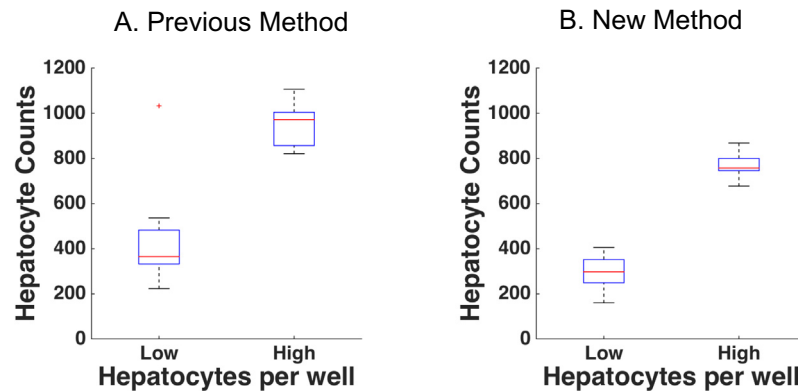 A. Previous Method
B. New Method
Hepatocyte Counts
1200
1000
800
600
400
200
0
Low High
Hepatocytes per well
Hepatocyte Counts
1200
1000
800
600
400
200
0
Low High
Hepatocytes per well